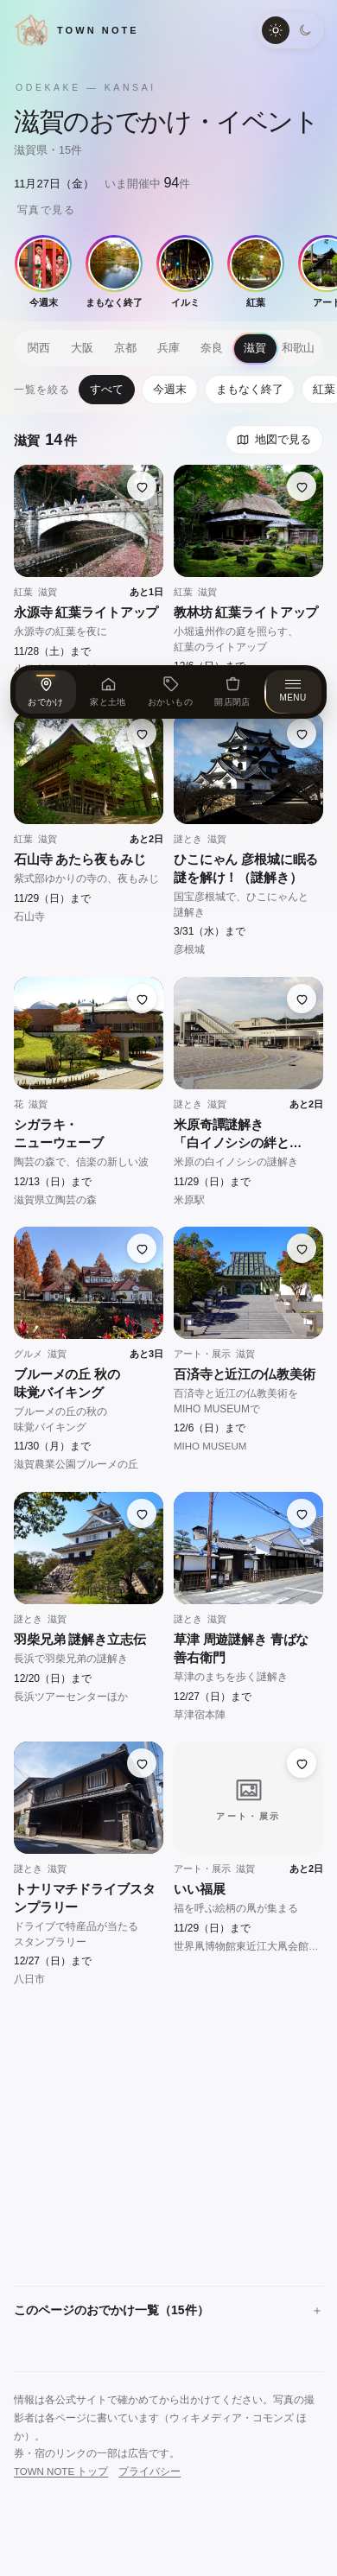 TOWN NOTE
ODEKAKE — KANSAI
滋賀のおでかけ・イベント
滋賀県・15件
11月27日（金） いま開催中 94件
写真で見る
今週末 まもなく終了 イルミ 紅葉 アート
関西 大阪 京都 兵庫 奈良 滋賀 和歌山
一覧を絞る すべて 今週末 まもなく終了 紅葉
滋賀 14件 地図で見る
紅葉 滋賀 あと1日
永源寺 紅葉ライトアップ
永源寺の紅葉を夜に
11/28（土）まで
紅葉 滋賀
教林坊 紅葉ライトアップ
小堀遠州作の庭を照らす、
紅葉のライトアップ
12/6（日）まで
おでかけ 家と土地 おかいもの 開店閉店 MENU
紅葉 滋賀 あと2日
石山寺 あたら夜もみじ
紫式部ゆかりの寺の、夜もみじ
11/29（日）まで
石山寺
謎とき 滋賀
ひこにゃん 彦根城に眠る
謎を解け！（謎解き）
国宝彦根城で、ひこにゃんと
謎解き
3/31（水）まで
彦根城
花 滋賀
シガラキ・
ニューウェーブ
陶芸の森で、信楽の新しい波
12/13（日）まで
滋賀県立陶芸の森
謎とき 滋賀 あと2日
米原奇譚謎解き
「白イノシシの絆と…
米原の白イノシシの謎解き
11/29（日）まで
米原駅
グルメ 滋賀 あと3日
ブルーメの丘 秋の
味覚バイキング
ブルーメの丘の秋の
味覚バイキング
11/30（月）まで
滋賀農業公園ブルーメの丘
アート・展示 滋賀
百済寺と近江の仏教美術
百済寺と近江の仏教美術を
MIHO MUSEUMで
12/6（日）まで
MIHO MUSEUM
謎とき 滋賀
羽柴兄弟 謎解き立志伝
長浜で羽柴兄弟の謎解き
12/20（日）まで
長浜ツアーセンターほか
謎とき 滋賀
草津 周遊謎解き 青ばな
善右衛門
草津のまちを歩く謎解き
12/27（日）まで
草津宿本陣
謎とき 滋賀
トナリマチドライブスタ
ンプラリー
ドライブで特産品が当たる
スタンプラリー
12/27（日）まで
八日市
アート・展示
アート・展示 滋賀 あと2日
いい福展
福を呼ぶ絵柄の凧が集まる
11/29（日）まで
世界凧博物館東近江大凧会館…
このページのおでかけ一覧（15件） +
情報は各公式サイトで確かめてから出かけてください。写真の撮
影者は各ページに書いています（ウィキメディア・コモンズ ほ
か）。
券・宿のリンクの一部は広告です。
TOWN NOTE トップ プライバシー